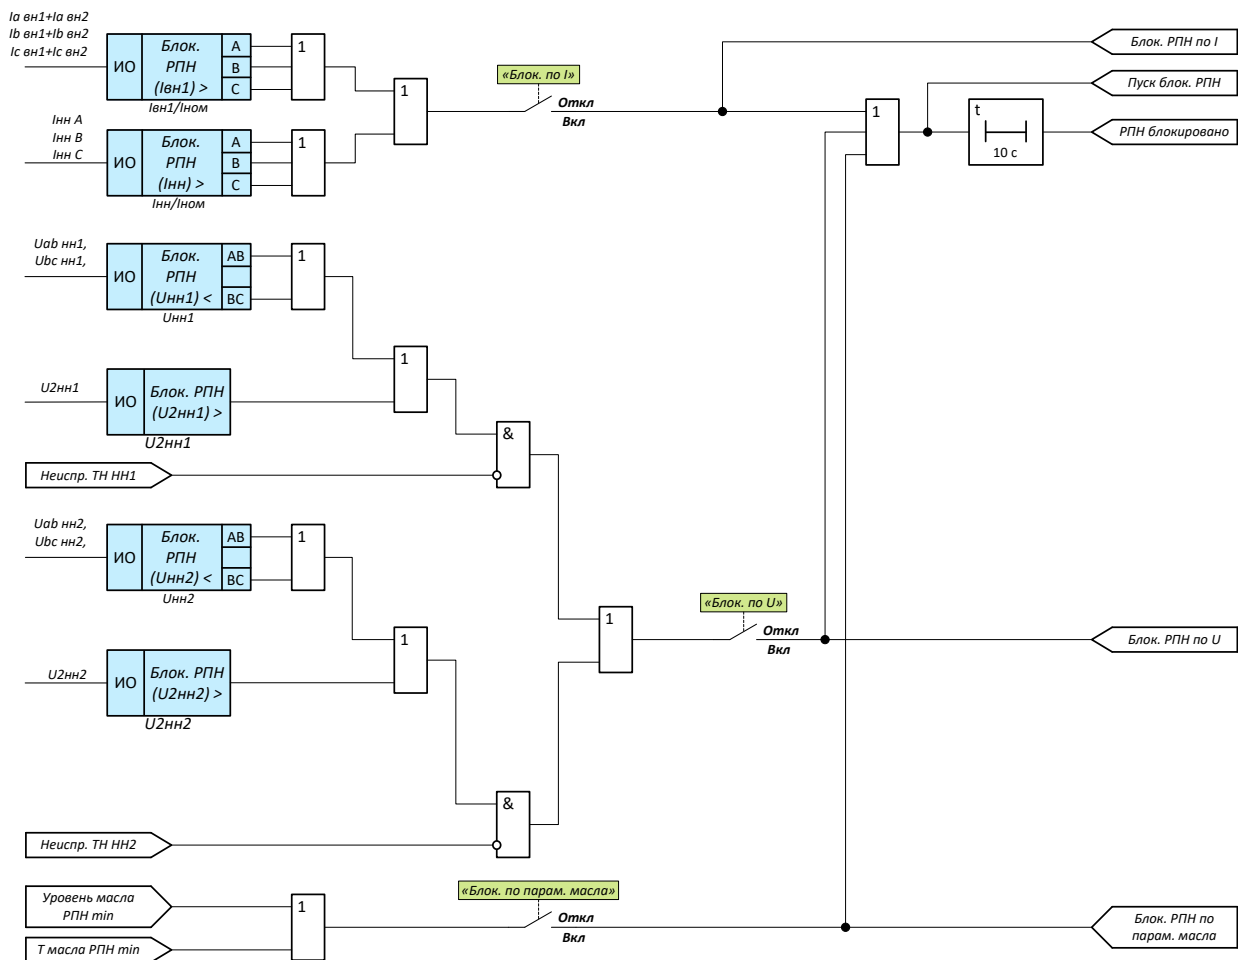 Iа вн1+Iа вн2
Ib вн1+Ib вн2
Ic вн1+Ic вн2
ИО
Блок.
РПН
(Iвн1) >
A
B
C
1
Iвн1/Iном
Iнн A
Iнн B
Iнн C
ИО
Блок.
РПН
(Iнн) >
A
B
C
1
Iнн/Iном
1
«Блок. по I»
Откл
Вкл
1
t
10 с
Блок. РПН по I
Пуск блок. РПН
РПН блокировано
Uab нн1,
Ubc нн1,
ИО
Блок.
РПН
(Uнн1) <
AB
BC
1
Uнн1
U2нн1
ИО
Блок. РПН
(U2нн1) >
U2нн1
1
Неиспр. ТН НН1
&
Uab нн2,
Ubc нн2,
ИО
Блок.
РПН
(Uнн2) <
AB
BC
1
Uнн2
U2нн2
ИО
Блок. РПН
(U2нн2) >
U2нн2
1
1
«Блок. по U»
Откл
Вкл
Блок. РПН по U
Неиспр. ТН НН2
&
Уровень масла
РПН min
Т масла РПН min
1
«Блок. по парам. масла»
Откл
Вкл
Блок. РПН по
парам. масла